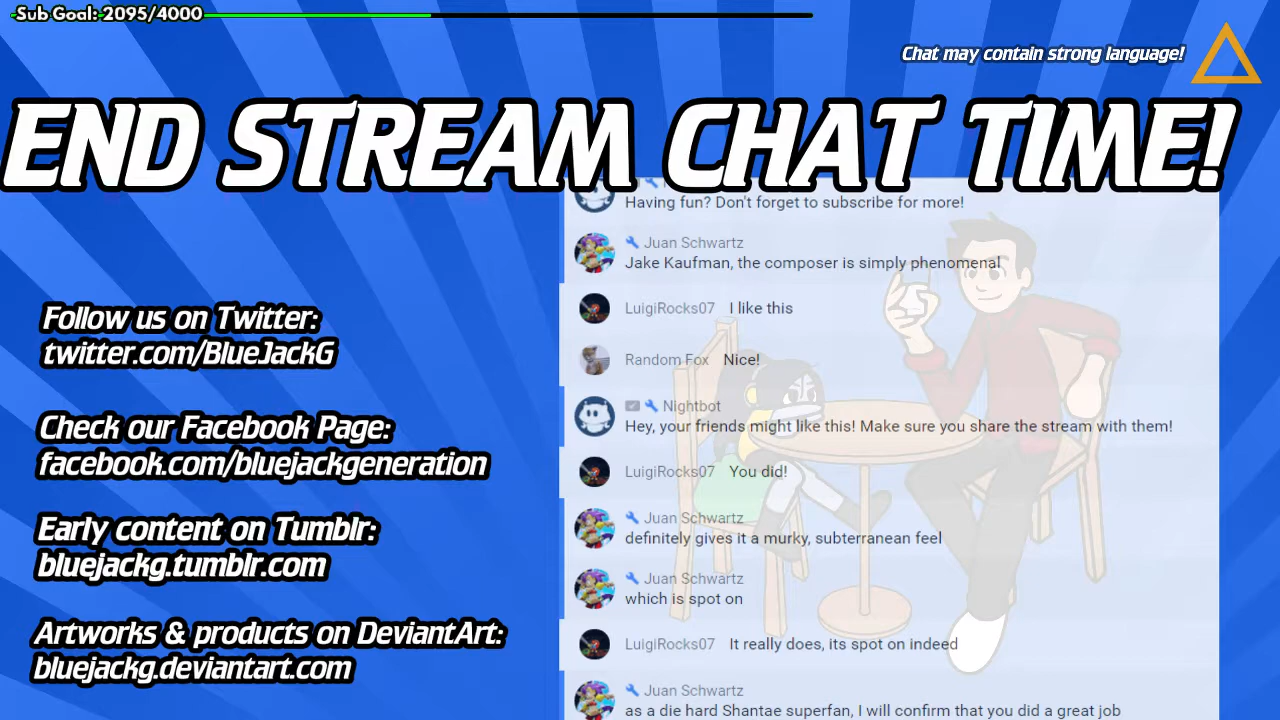 Sub Goal: 2095/4000
Chat may contain strong language!
END STREAM CHAT TIME!
Follow us on Twitter:
twitter.com/BlueJackG
Check our Facebook Page:
facebook.com/bluejackgeneration
Early content on Tumblr:
bluejackg.tumblr.com
Artworks & products on DeviantArt:
bluejackg.deviantart.com
Having fun? Don't forget to subscribe for more!
Juan Schwartz
Jake Kaufman, the composer is simply phenomenal
LuigiRocks07 I like this
Random Fox Nice!
Nightbot
Hey, your friends might like this! Make sure you share the stream with them!
LuigiRocks07 You did!
Juan Schwartz
definitely gives it a murky, subterranean feel
Juan Schwartz
which is spot on
LuigiRocks07 It really does, its spot on indeed
Juan Schwartz
as a die hard Shantae superfan, I will confirm that you did a great job